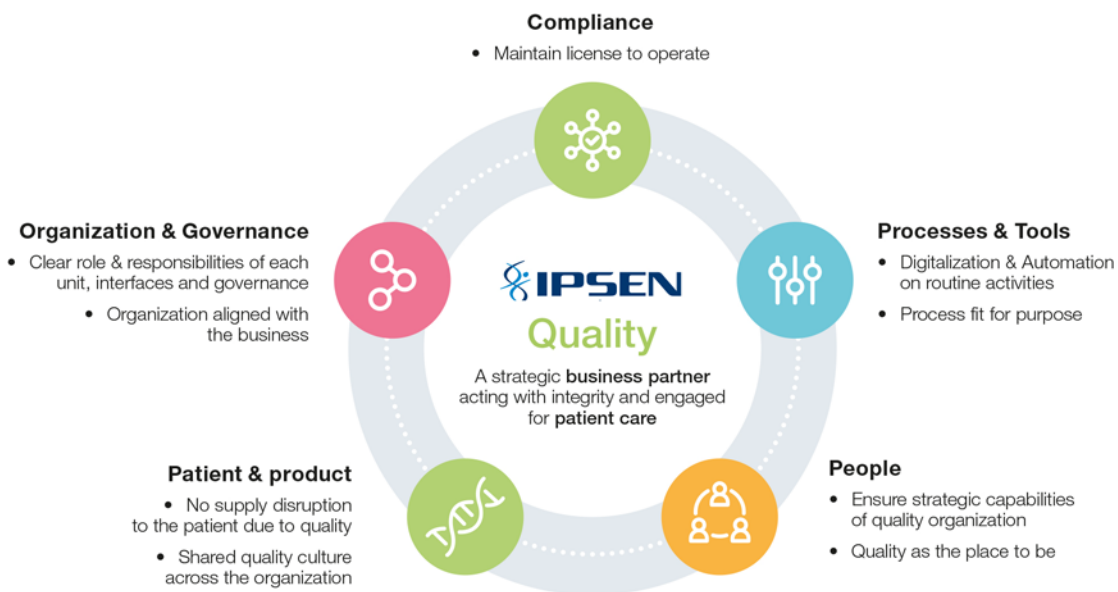 Compliance
• Maintain license to operate
Organization & Governance
• Clear role & responsibilities of each
unit, interfaces and governance
• Organization aligned with
the business
Processes & Tools
• Digitalization & Automation
on routine activities
• Process fit for purpose
IPSEN
Quality
A strategic business partner
acting with integrity and engaged
for patient care
Patient & product
• No supply disruption
to the patient due to quality
• Shared quality culture
across the organization
People
• Ensure strategic capabilities
of quality organization
• Quality as the place to be